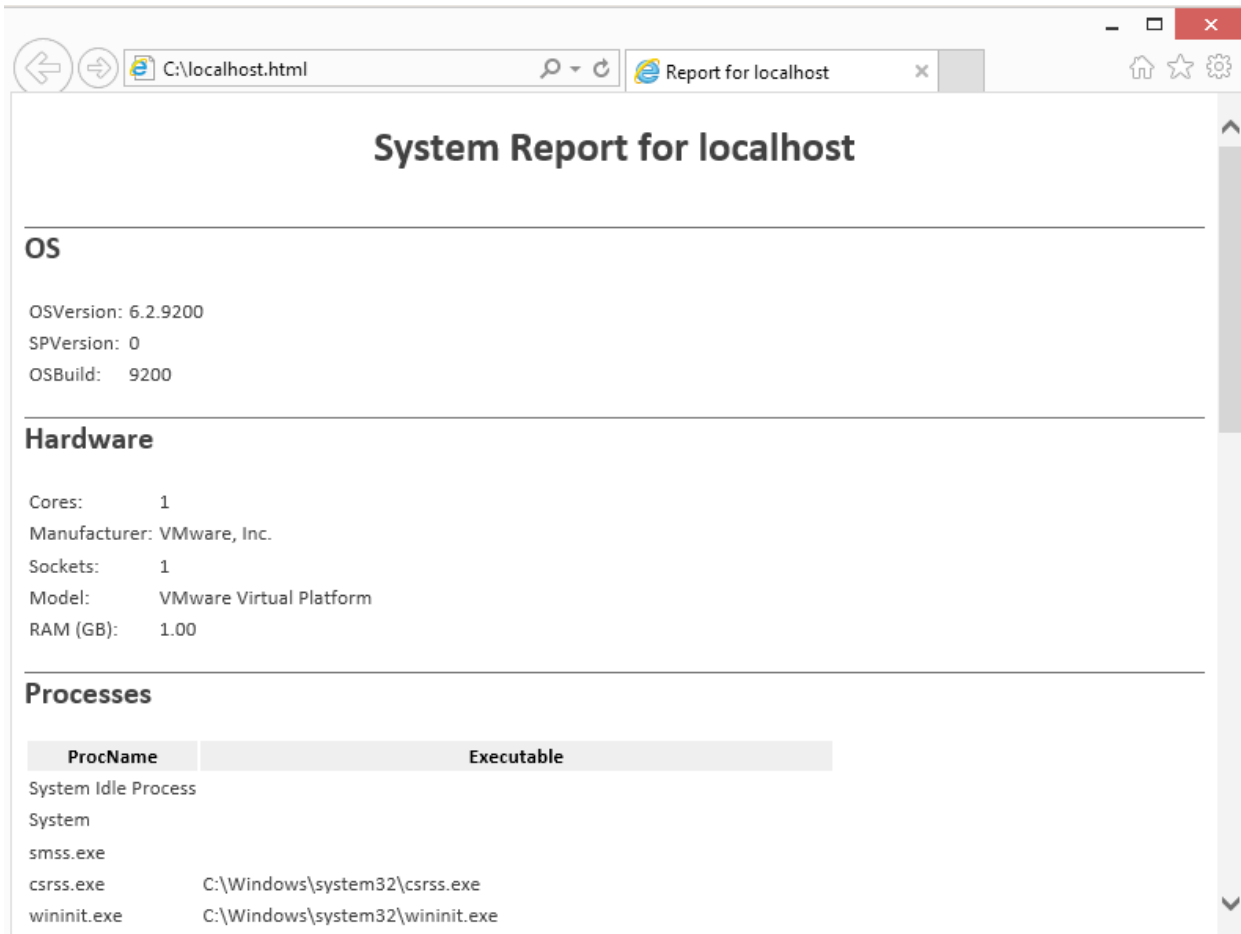 C:\localhost.html
Report for localhost
System Report for localhost
OS
OSVersion: 6.2.9200
SPVersion: 0
OSBuild: 9200
Hardware
Cores: 1
Manufacturer: VMware, Inc.
Sockets: 1
Model: VMware Virtual Platform
RAM (GB): 1.00
Processes
ProcName Executable
System Idle Process
System
smss.exe
csrss.exe C:\Windows\system32\csrss.exe
wininit.exe C:\Windows\system32\wininit.exe